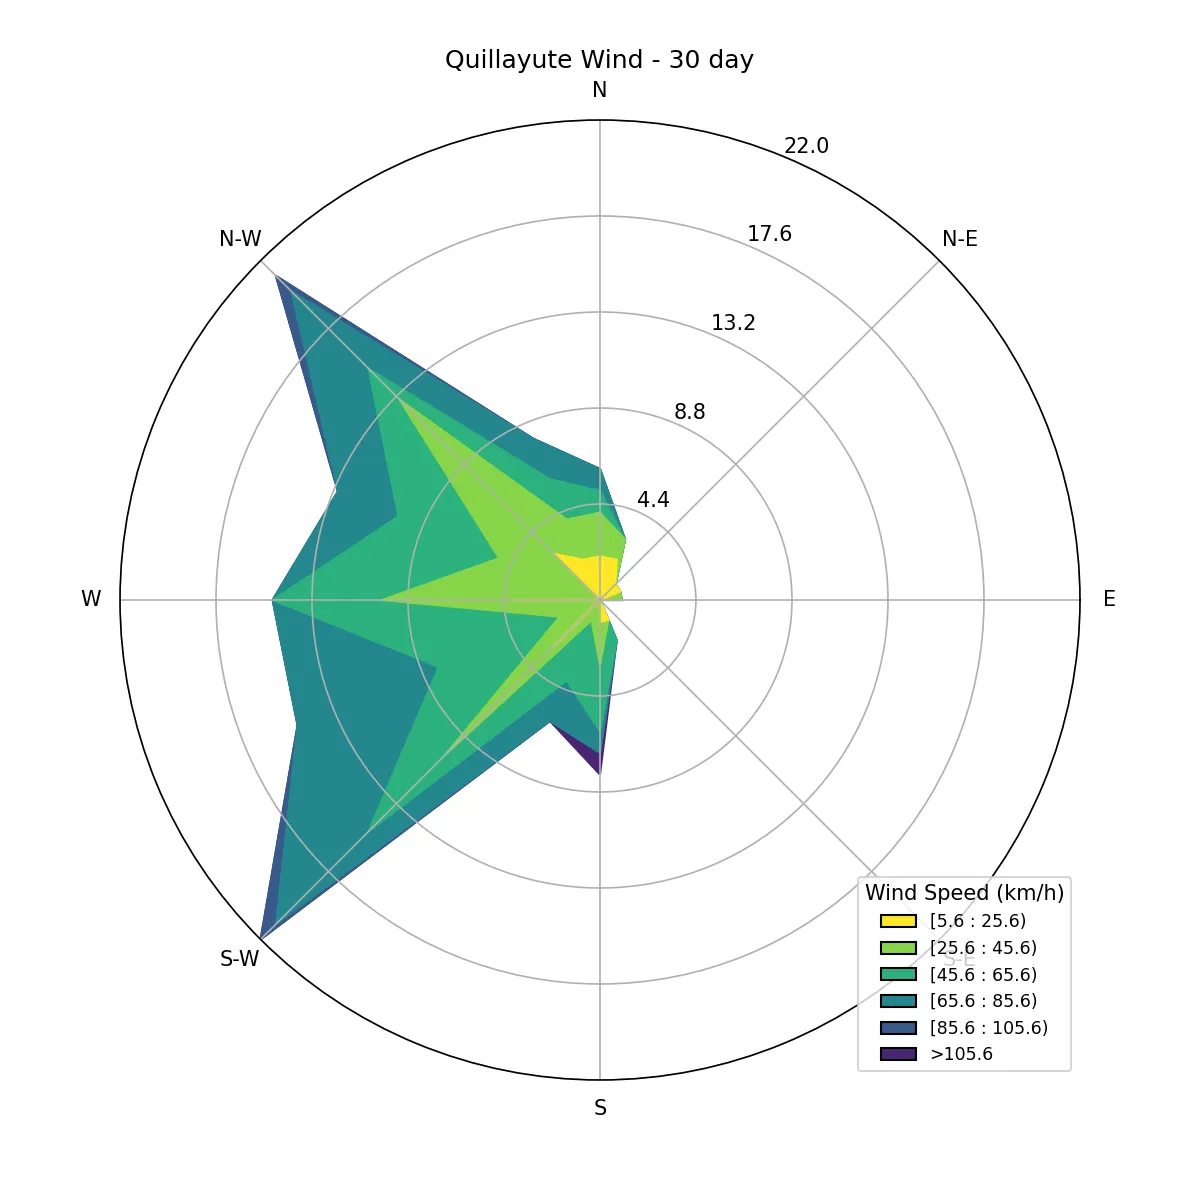 Quillayute Wind - 30 day
N
22.0
N-W
N-E
17.6
13.2
8.8
4.4
W
E
Wind Speed (km/h)
[5.6 : 25.6)
[25.6 : 45.6)
S-W
S-E
[45.6 : 65.6)
[65.6 : 85.6)
[85.6 : 105.6)
>105.6
S